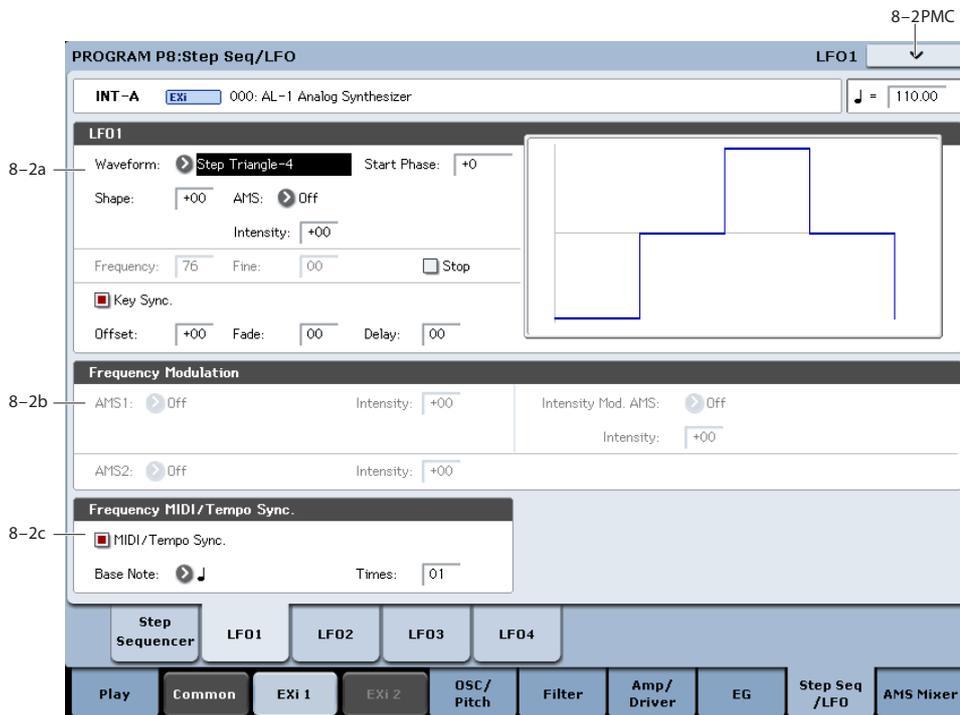 8–2PMC
PROGRAM P8:Step Seq/LFO LFO1
INT-A EXi 000: AL-1 Analog Synthesizer ♩ = 110.00
LFO1
8–2a
Waveform: Step Triangle-4 Start Phase: +0
Shape: +00 AMS: Off
Intensity: +00
Frequency: 76 Fine: 00 Stop
Key Sync.
Offset: +00 Fade: 00 Delay: 00
Frequency Modulation
8–2b
AMS1: Off Intensity: +00 Intensity Mod. AMS: Off
Intensity: +00
AMS2: Off Intensity: +00
Frequency MIDI/Tempo Sync.
8–2c
MIDI/Tempo Sync.
Base Note: ♩ Times: 01
Step Sequencer LFO1 LFO2 LFO3 LFO4
Play Common EXi 1 EXi 2 OSC/Pitch Filter Amp/Driver EG Step Seq/LFO AMS Mixer